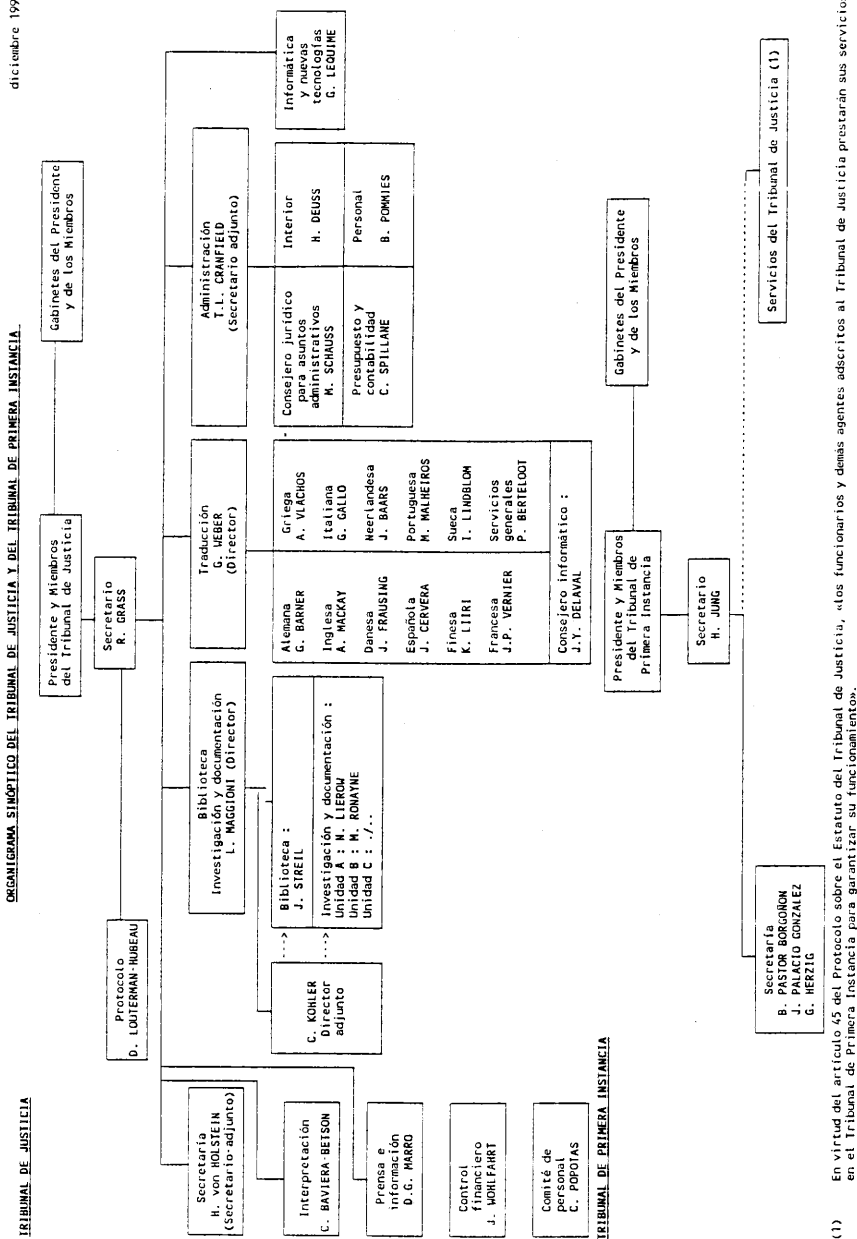 diciembre 199
ORGANIGRAMA SINÓPTICO DEL TRIBUNAL DE JUSTICIA Y DEL TRIBUNAL DE PRIMERA INSTANCIA
TRIBUNAL DE JUSTICIA
Presidente y Miembros
del Tribunal de Justicia
Gabinetes del Presidente
y de los Miembros
Secretario
R. GRASS
Protocolo
D. LOUTERMAN-HUBEAU
Secretaría
H. von HOLSTEIN
(Secretario-adjunto)
Biblioteca
Investigación y documentación
L. MAGGIONI (Director)
Traducción
G. WEBER
(Director)
Administración
T.L. CRANFIELD
(Secretario adjunto)
Informática
y nuevas
tecnologías
G. LEQUIME
Interpretación
C. BAVIERA-BETSON
Prensa e
información
D.G. MARRO
Control
financiero
J. WOHLFAHRT
Comité de
personal
C. POPOTAS
C. KOHLER
Director
adjunto
---->
Biblioteca :
J. STREIL
---->
Investigación y documentación :
Unidad A : N. LIEROW
Unidad B : M. RONAYNE
Unidad C : ./..
Alemana
G. BARNER
Inglesa
A. MACKAY
Danesa
J. FRAUSING
Española
J. CERVERA
Finesa
K. LIIRI
Francesa
J.P. VERNIER
Griega
A. VLACHOS
Italiana
G. GALLO
Neerlandesa
J. BAARS
Portuguesa
M. MALHEIROS
Sueca
I. LINDBLOM
Servicios
generales
P. BERTELOOT
Consejero informático :
J.Y. DELAVAL
Consejero jurídico
para asuntos
administrativos
M. SCHAUSS
Interior
H. DEUSS
Presupuesto y
contabilidad
C. SPILLANE
Personal
B. POMMIES
TRIBUNAL DE PRIMERA INSTANCIA
Presidente y Miembros
del Tribunal de
Primera Instancia
Gabinetes del Presidente
y de los Miembros
Secretario
H. JUNG
Secretaría
B. PASTOR BORGOÑON
J. PALACIO GONZALEZ
G. HERZIG
Servicios del Tribunal de Justicia (1)
(1) En virtud del artículo 45 del Protocolo sobre el Estatuto del Tribunal de Justicia, «los funcionarios y demás agentes adscritos al Tribunal de Justicia prestarán sus servicios
en el Tribunal de Primera Instancia para garantizar su funcionamiento».